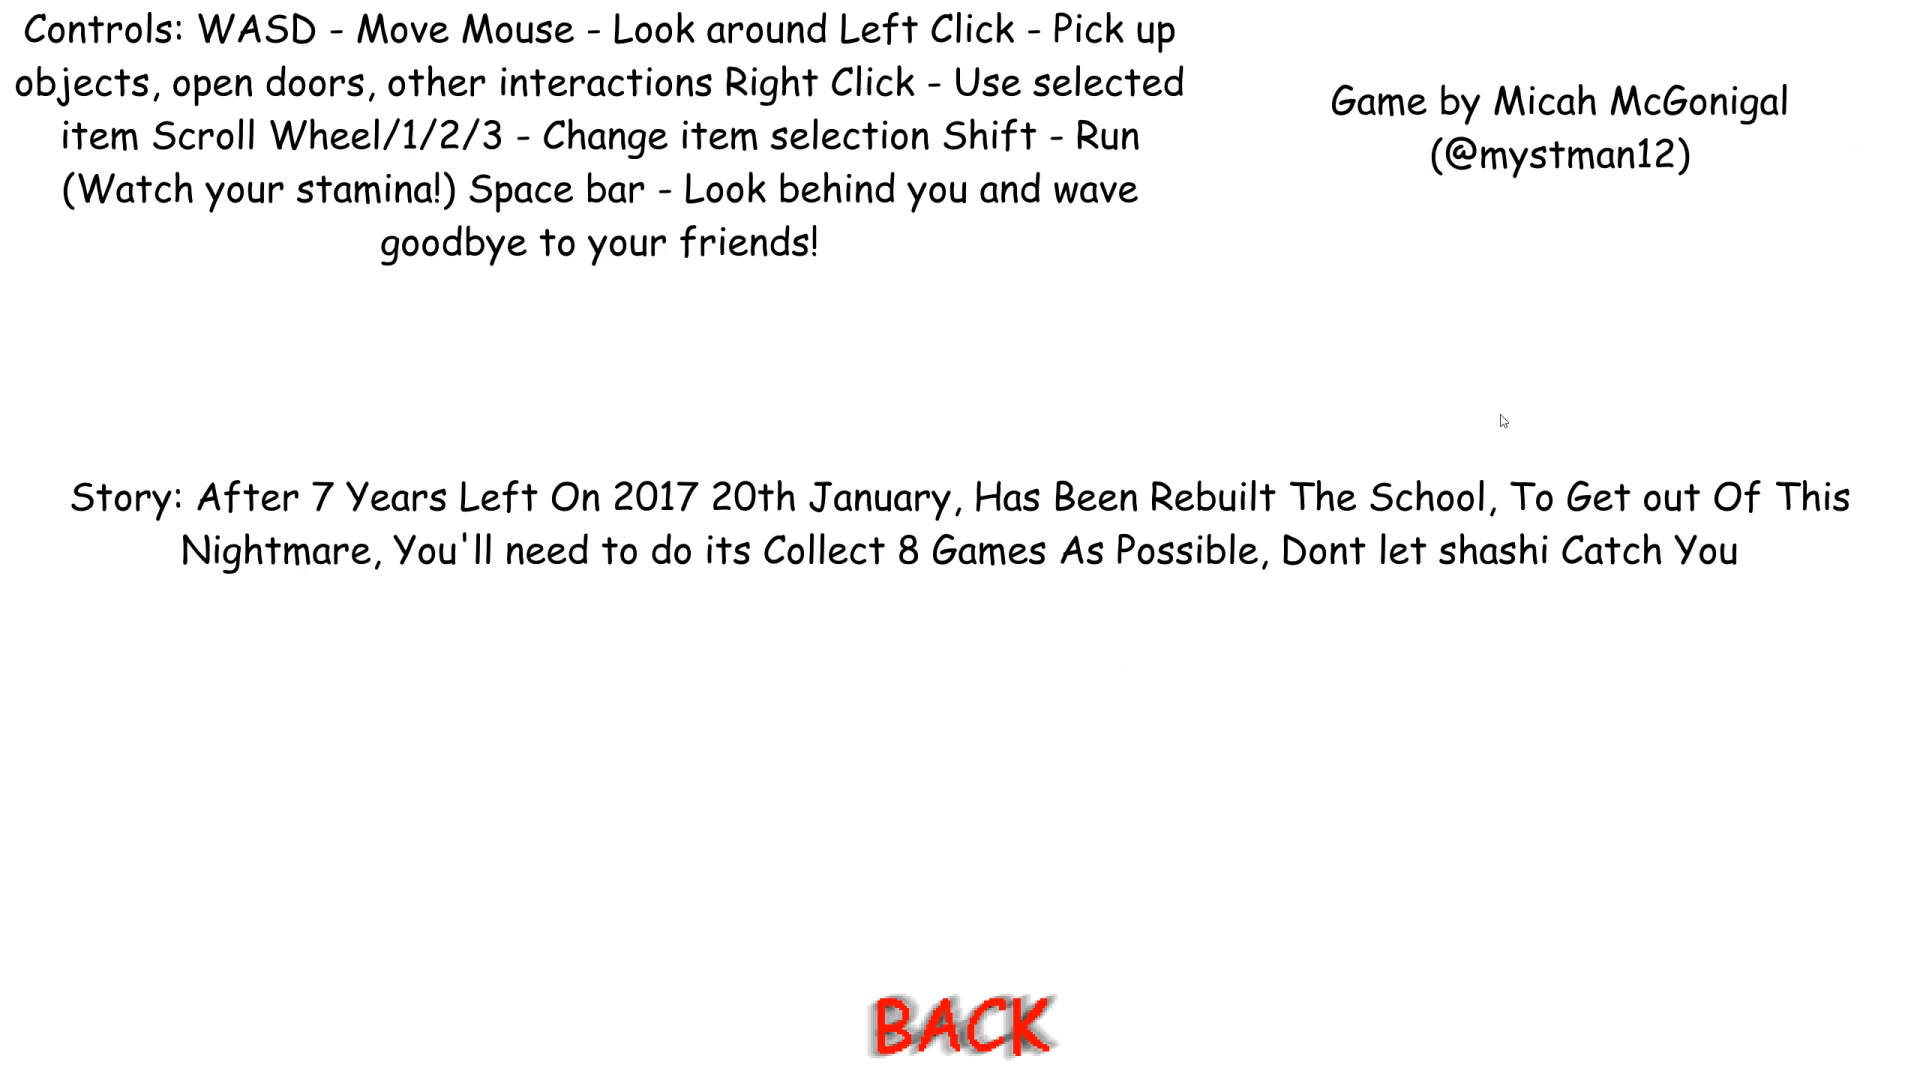 Controls: WASD - Move Mouse - Look around Left Click - Pick up
objects, open doors, other interactions Right Click - Use selected
item Scroll Wheel/1/2/3 - Change item selection Shift - Run
(Watch your stamina!) Space bar - Look behind you and wave
goodbye to your friends!
Game by Micah McGonigal
(@mystman12)
Story: After 7 Years Left On 2017 20th January, Has Been Rebuilt The School, To Get out Of This
Nightmare, You'll need to do its Collect 8 Games As Possible, Dont let shashi Catch You
BACK